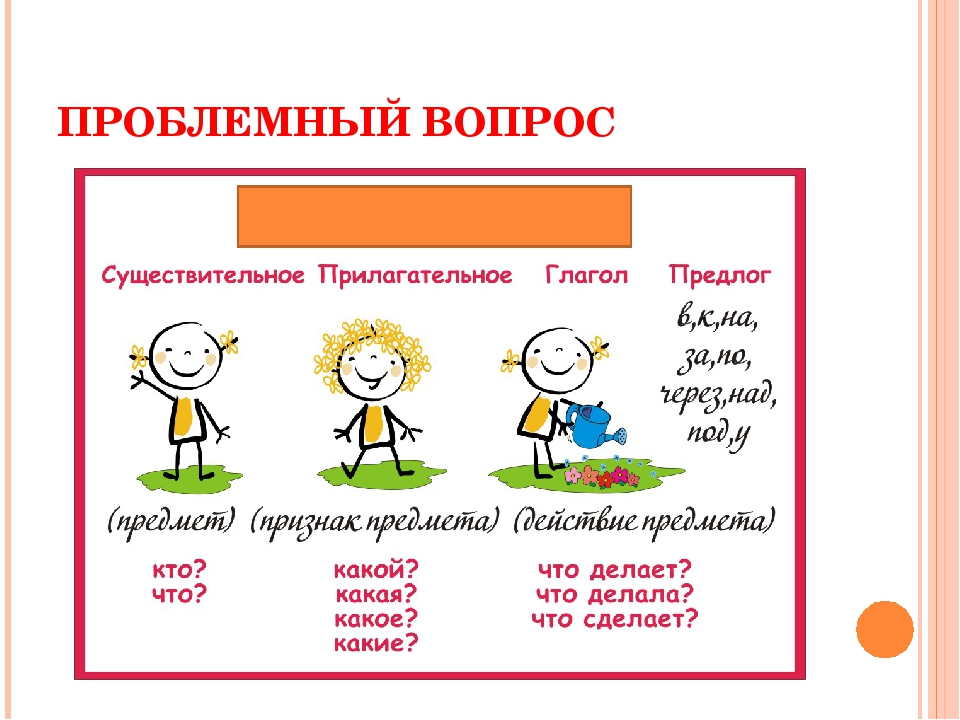 ПРОБЛЕМНЫЙ ВОПРОС
Существительное Прилагательное Глагол Предлог
в,к,на,
за,по,
через,над,
под,у
(предмет) (признак предмета) (действие предмета)
кто? какой? что делает?
что? какая? что делала?
какое? что сделает?
какие?